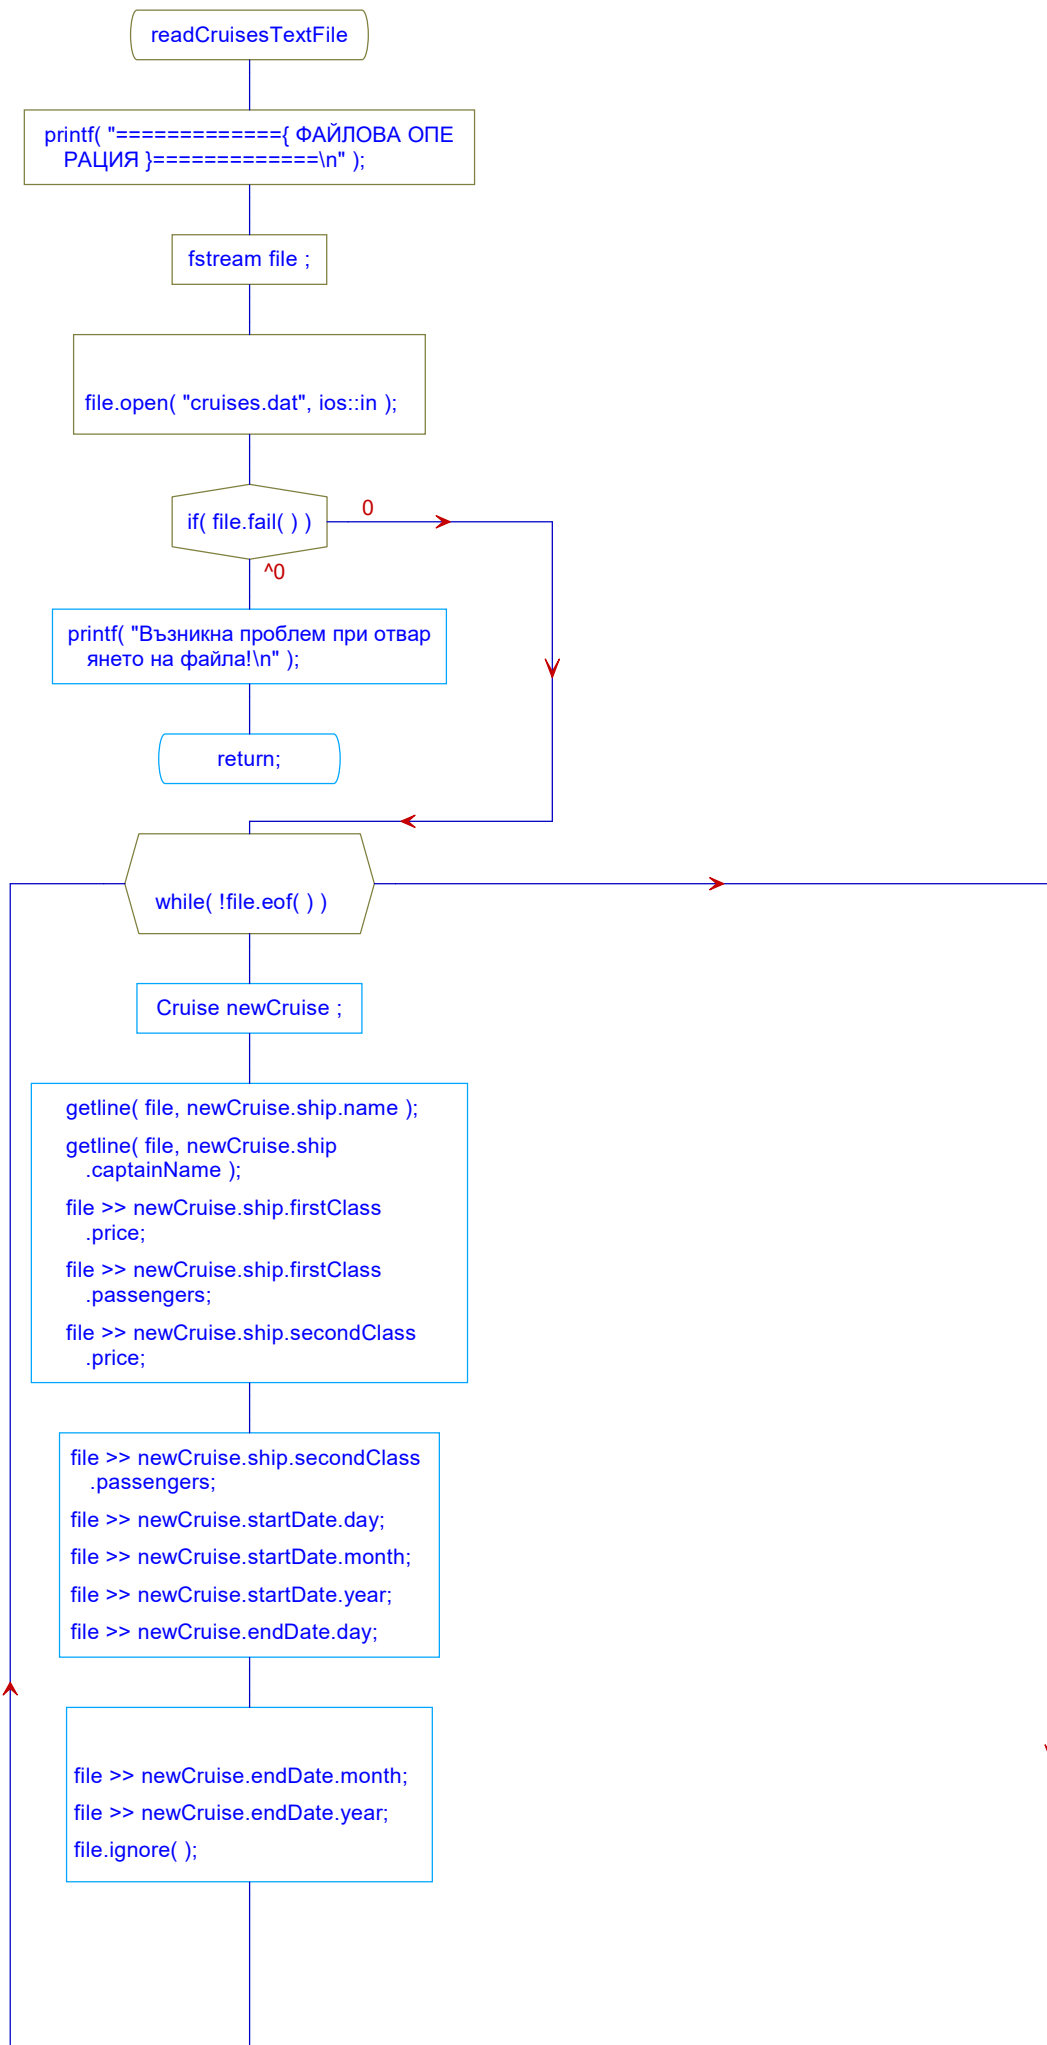 readCruisesTextFile
printf( "============={ ФАЙЛОВА ОПЕ
РАЦИЯ }=============\n" );
fstream file ;
file.open( "cruises.dat", ios::in );
if( file.fail( ) )
0
^0
printf( "Възникна проблем при отвар
янето на файла!\n" );
return;
while( !file.eof( ) )
Cruise newCruise ;
getline( file, newCruise.ship.name );
getline( file, newCruise.ship
.captainName );
file >> newCruise.ship.firstClass
.price;
file >> newCruise.ship.firstClass
.passengers;
file >> newCruise.ship.secondClass
.price;
file >> newCruise.ship.secondClass
.passengers;
file >> newCruise.startDate.day;
file >> newCruise.startDate.month;
file >> newCruise.startDate.year;
file >> newCruise.endDate.day;
file >> newCruise.endDate.month;
file >> newCruise.endDate.year;
file.ignore( );